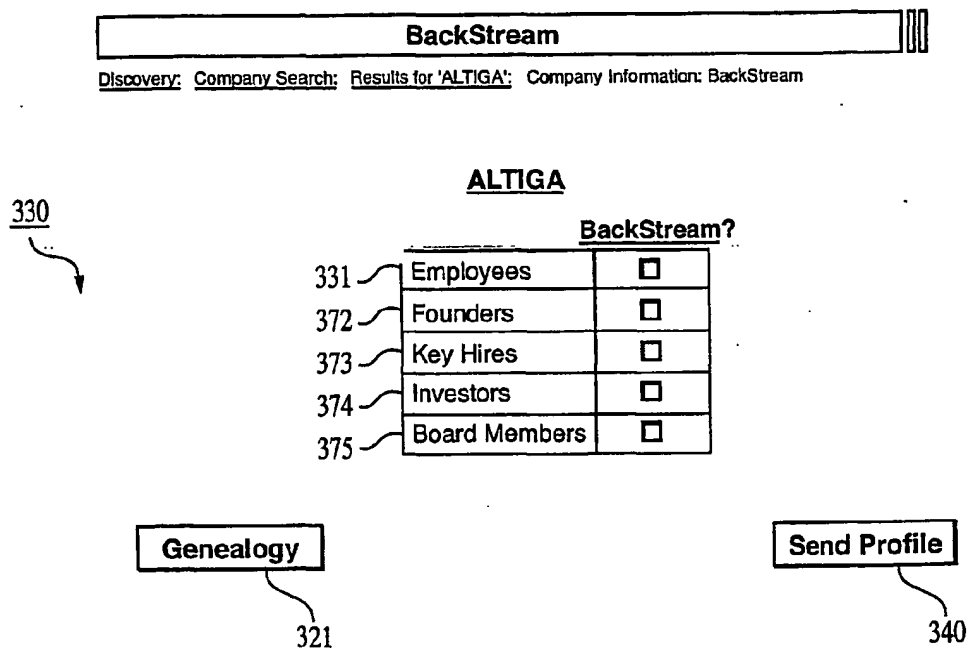 BackStream
Discovery: Company Search: Results for 'ALTIGA': Company Information: BackStream
ALTIGA
330
BackStream?
331 Employees
372 Founders
373 Key Hires
374 Investors
375 Board Members
Genealogy
Send Profile
321
340